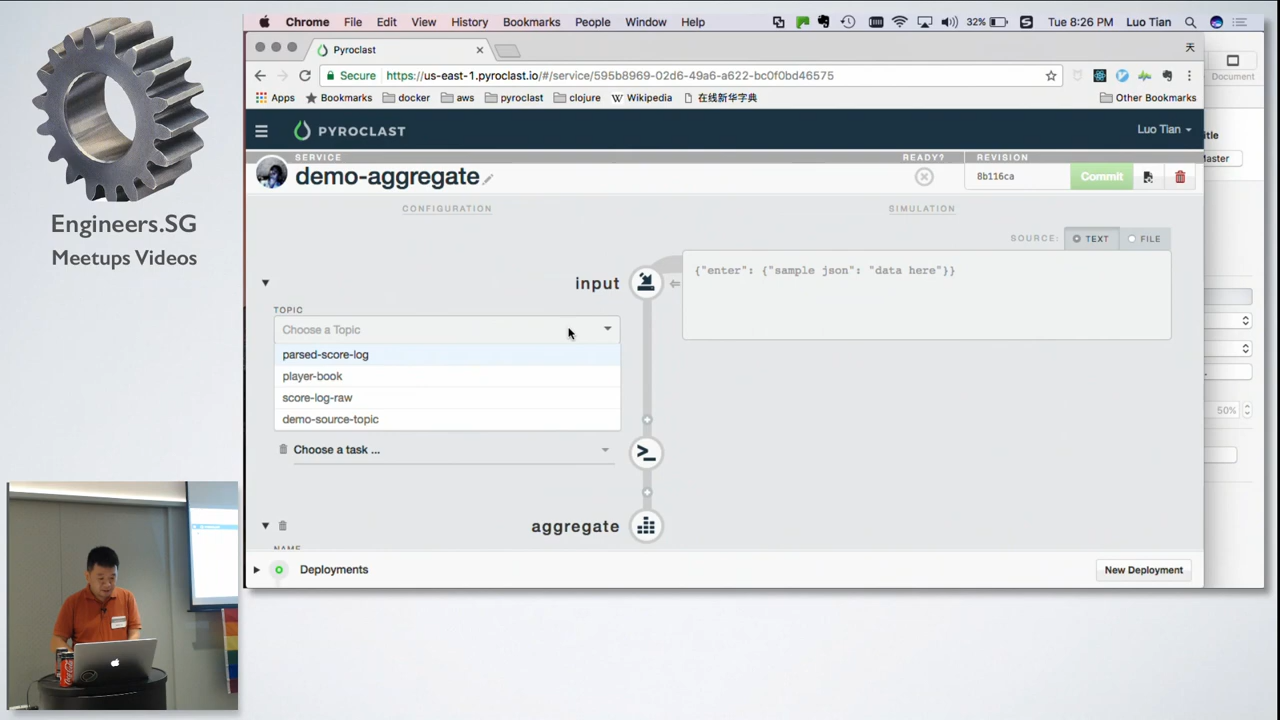 Engineers.SG
Meetups Videos
Chrome File Edit View History Bookmarks People Window Help
32% Tue 8:26 PM Luo Tian
Pyroclast
Secure https://us-east-1.pyroclast.io/#/service/595b8969-02d6-49a6-a622-bc0f0bd46575
Apps Bookmarks docker aws pyroclast clojure Wikipedia 在线新华字典 Other Bookmarks
天
Document
PYROCLAST
Luo Tian
SERVICE
demo-aggregate
READY?
REVISION
8b116ca
Commit
CONFIGURATION
SIMULATION
SOURCE: TEXT FILE
input
{"enter": {"sample json": "data here"}}
TOPIC
Choose a Topic
parsed-score-log
player-book
score-log-raw
demo-source-topic
Choose a task ...
aggregate
NAME
Deployments
New Deployment
itle
Master
50%